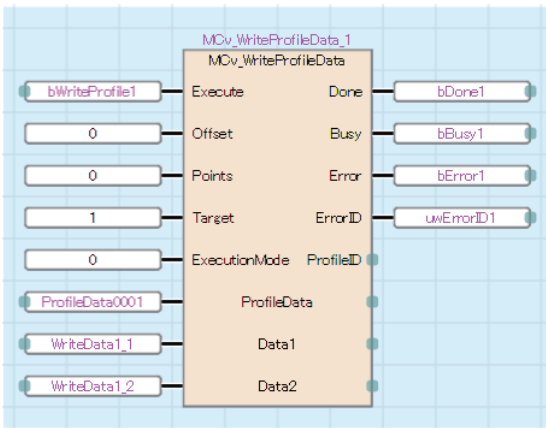 MCv_WriteProfileData_1
MCv_WriteProfileData
bWriteProfile1 Execute Done bDone1
0 Offset Busy bBusy1
0 Points Error bError1
1 Target ErrorID uwErrorID1
0 ExecutionMode ProfileID
ProfileData0001 ProfileData
WriteData1_1 Data1
WriteData1_2 Data2